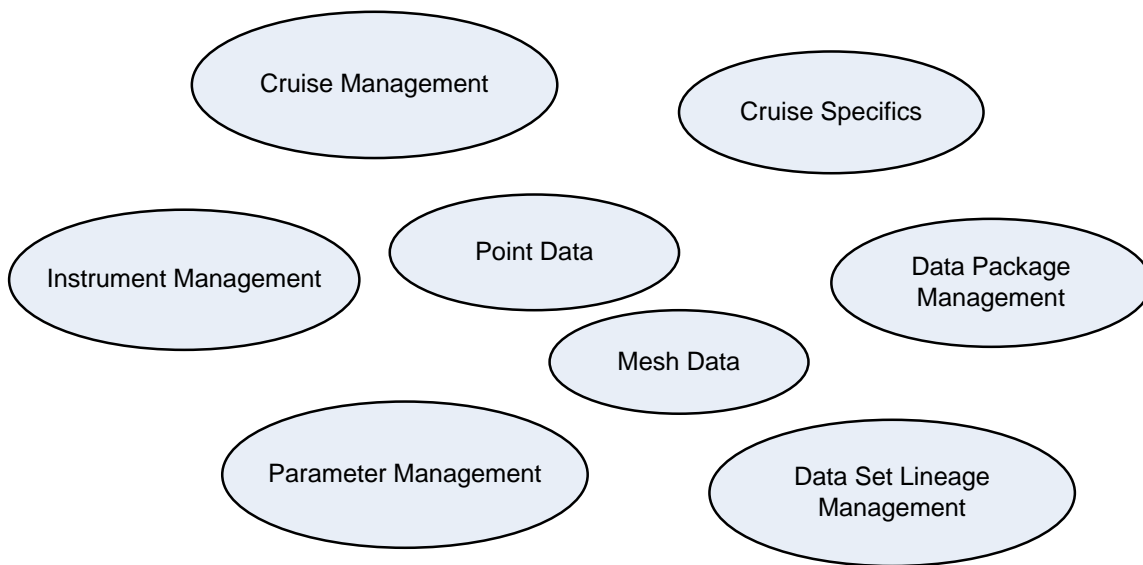 Cruise Management
Cruise Specifics
Point Data
Instrument Management
Data Package
Management
Mesh Data
Parameter Management
Data Set Lineage
Management